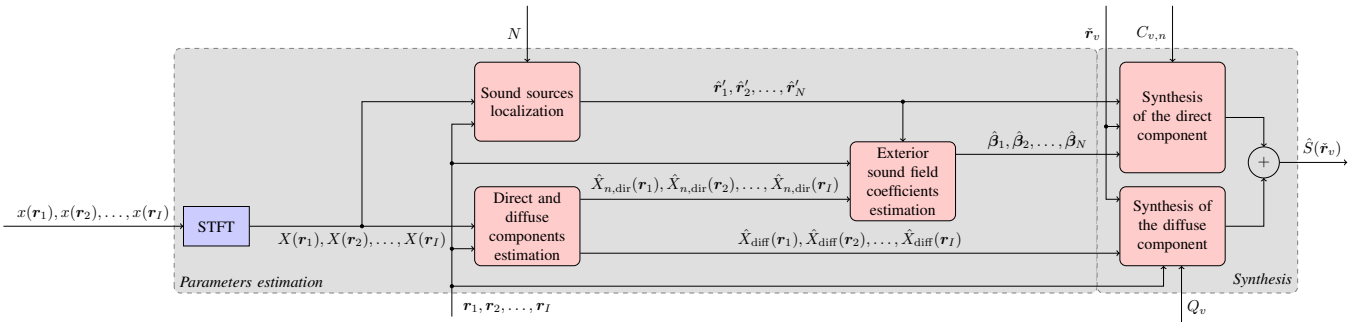 N
r̆_v
C_{v,n}
Sound sources
localization
r̂′_1, r̂′_2, . . . , r̂′_N
Synthesis
of the direct
component
Exterior
sound field
coefficients
estimation
β̂_1, β̂_2, . . . , β̂_N
+
Ŝ(r̆_v)
x(r_1), x(r_2), . . . , x(r_I)
STFT
X(r_1), X(r_2), . . . , X(r_I)
Direct and
diffuse
components
estimation
X̂_{n,dir}(r_1), X̂_{n,dir}(r_2), . . . , X̂_{n,dir}(r_I)
X̂_diff(r_1), X̂_diff(r_2), . . . , X̂_diff(r_I)
Synthesis of
the diffuse
component
Parameters estimation
Synthesis
r_1, r_2, . . . , r_I
Q_v